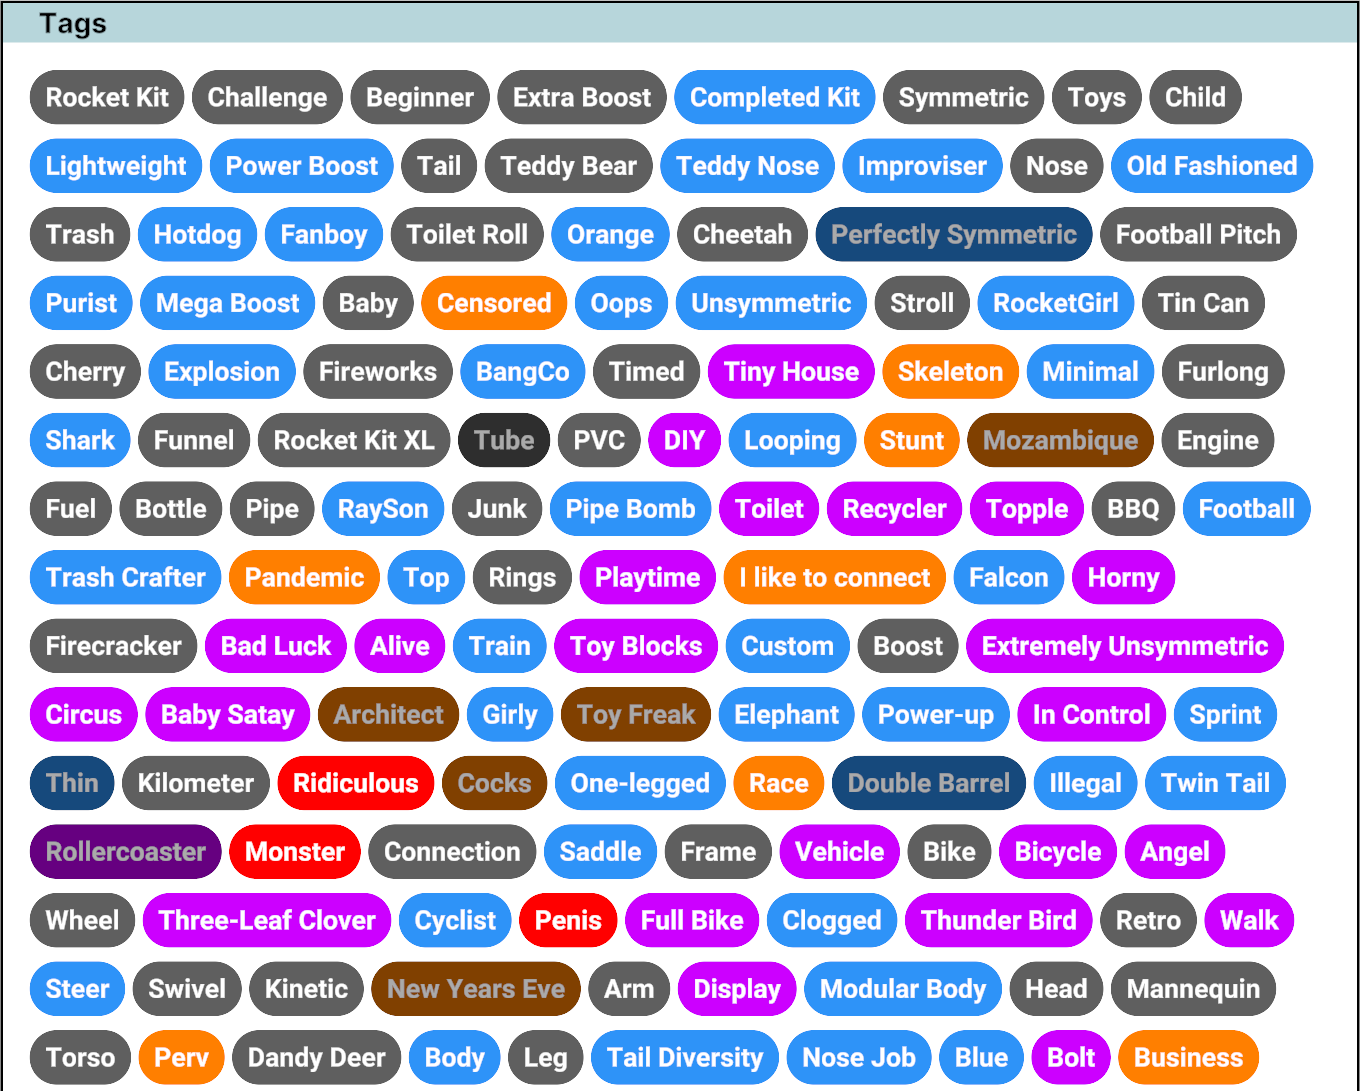 Tags
Rocket Kit Challenge Beginner Extra Boost Completed Kit Symmetric Toys Child
Lightweight Power Boost Tail Teddy Bear Teddy Nose Improviser Nose Old Fashioned
Trash Hotdog Fanboy Toilet Roll Orange Cheetah Perfectly Symmetric Football Pitch
Purist Mega Boost Baby Censored Oops Unsymmetric Stroll RocketGirl Tin Can
Cherry Explosion Fireworks BangCo Timed Tiny House Skeleton Minimal Furlong
Shark Funnel Rocket Kit XL Tube PVC DIY Looping Stunt Mozambique Engine
Fuel Bottle Pipe RaySon Junk Pipe Bomb Toilet Recycler Topple BBQ Football
Trash Crafter Pandemic Top Rings Playtime I like to connect Falcon Horny
Firecracker Bad Luck Alive Train Toy Blocks Custom Boost Extremely Unsymmetric
Circus Baby Satay Architect Girly Toy Freak Elephant Power-up In Control Sprint
Thin Kilometer Ridiculous Cocks One-legged Race Double Barrel Illegal Twin Tail
Rollercoaster Monster Connection Saddle Frame Vehicle Bike Bicycle Angel
Wheel Three-Leaf Clover Cyclist Penis Full Bike Clogged Thunder Bird Retro Walk
Steer Swivel Kinetic New Years Eve Arm Display Modular Body Head Mannequin
Torso Perv Dandy Deer Body Leg Tail Diversity Nose Job Blue Bolt Business